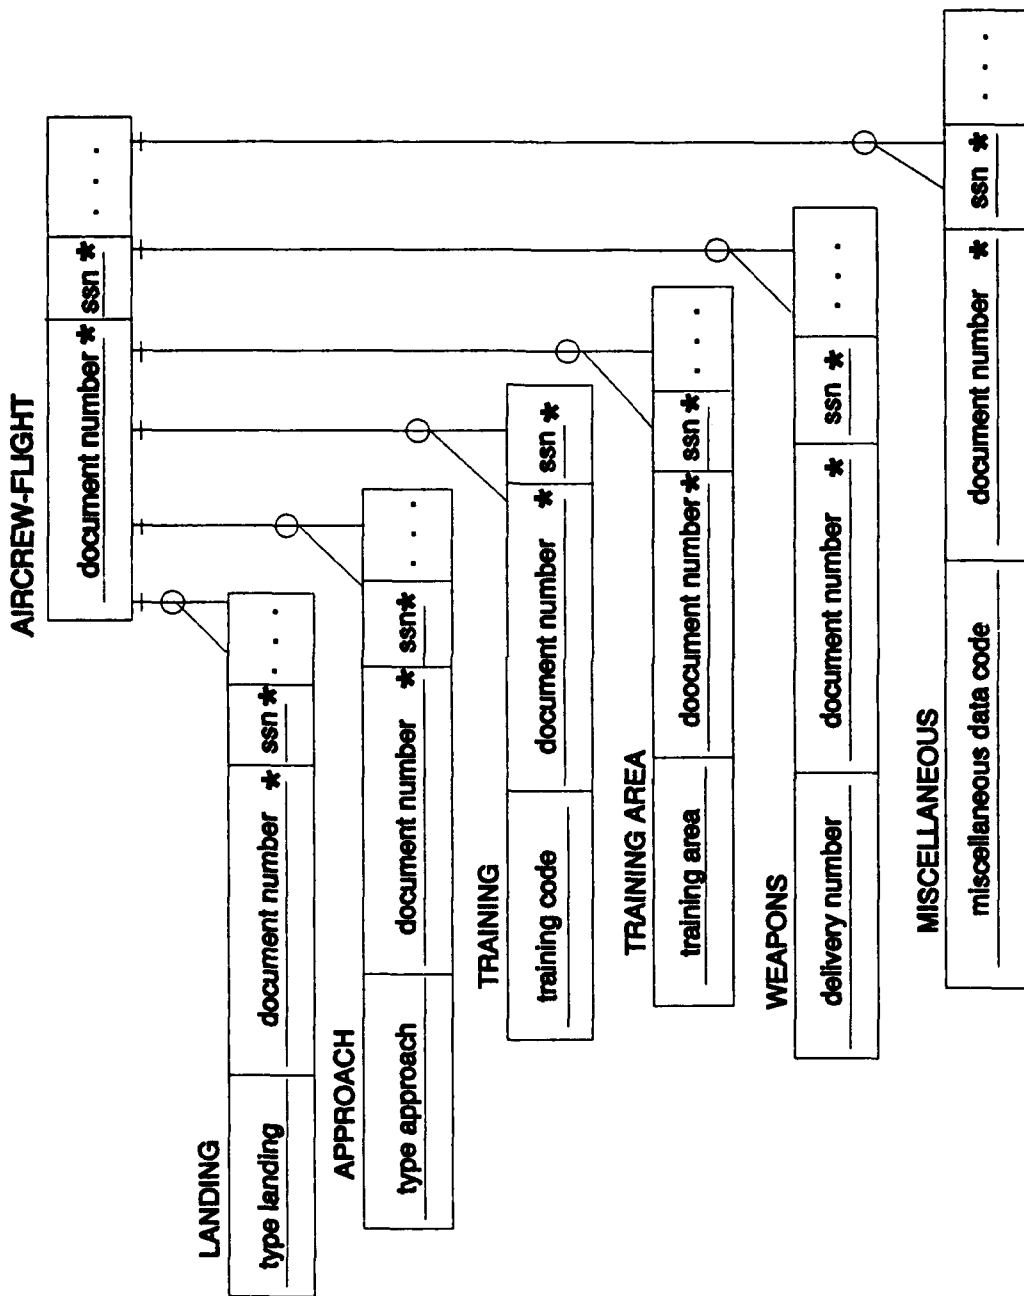 AIRCREW-FLIGHT
document number * ssn * . . .
LANDING
type landing document number * ssn * . . .
APPROACH
type approach document number * ssn* . . .
TRAINING
training code document number * ssn *
TRAINING AREA
training area doocument number * ssn * . . .
WEAPONS
delivery number document number * ssn * . . .
MISCELLANEOUS
miscellaneous data code document number * ssn * . . .